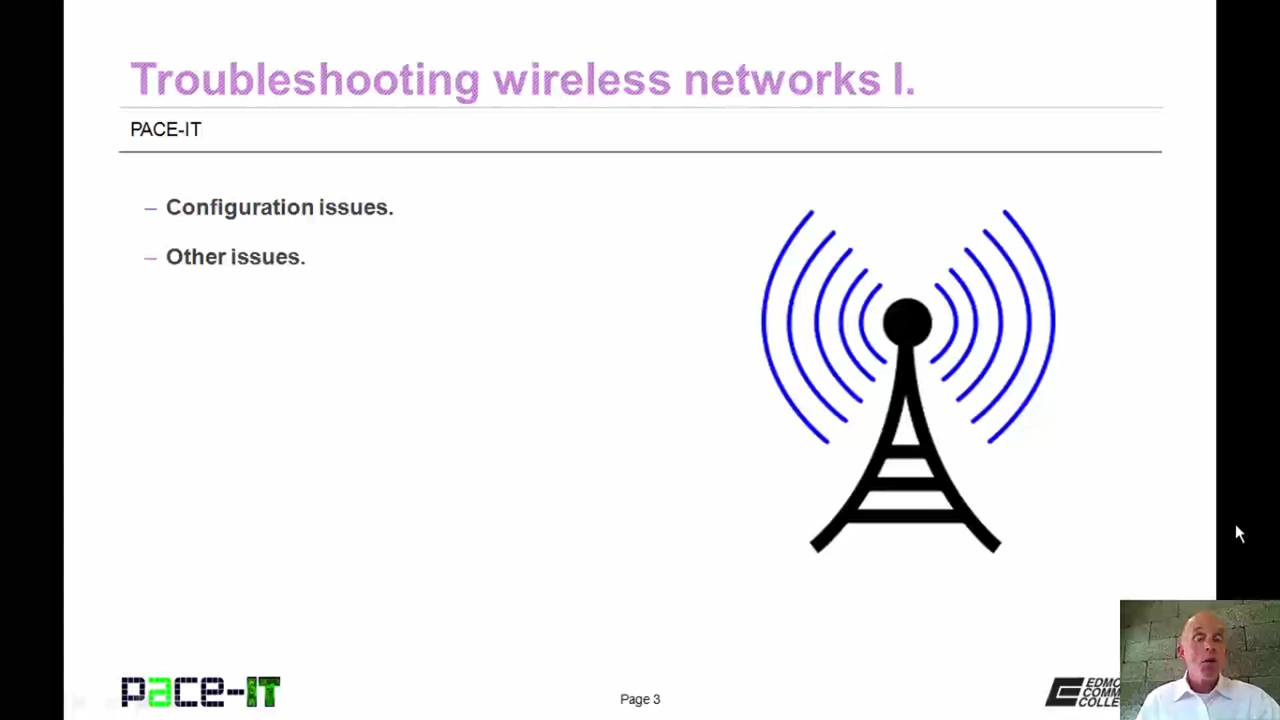 Troubleshooting wireless networks I.
PACE-IT
– Configuration issues.
– Other issues.
pace-IT
Page 3